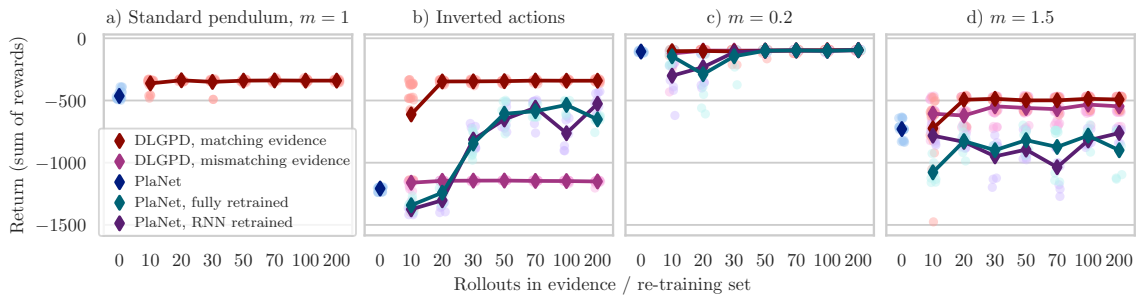 a) Standard pendulum, m = 1
b) Inverted actions
c) m = 0.2
d) m = 1.5
Return (sum of rewards)
0
−500
−1000
−1500
DLGPD, matching evidence
DLGPD, mismatching evidence
PlaNet
PlaNet, fully retrained
PlaNet, RNN retrained
0 10 20 30 50 70 100 200
0 10 20 30 50 70 100 200
0 10 20 30 50 70 100 200
0 10 20 30 50 70 100 200
Rollouts in evidence / re-training set